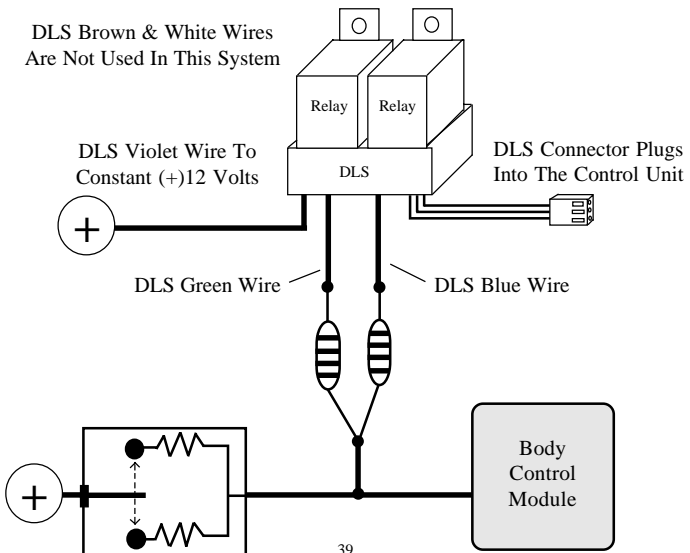 DLS Brown & White Wires
Are Not Used In This System
Relay
Relay
DLS Violet Wire To
Constant (+)12 Volts
DLS
DLS Connector Plugs
Into The Control Unit
+
DLS Green Wire
DLS Blue Wire
+
Body
Control
Module
39